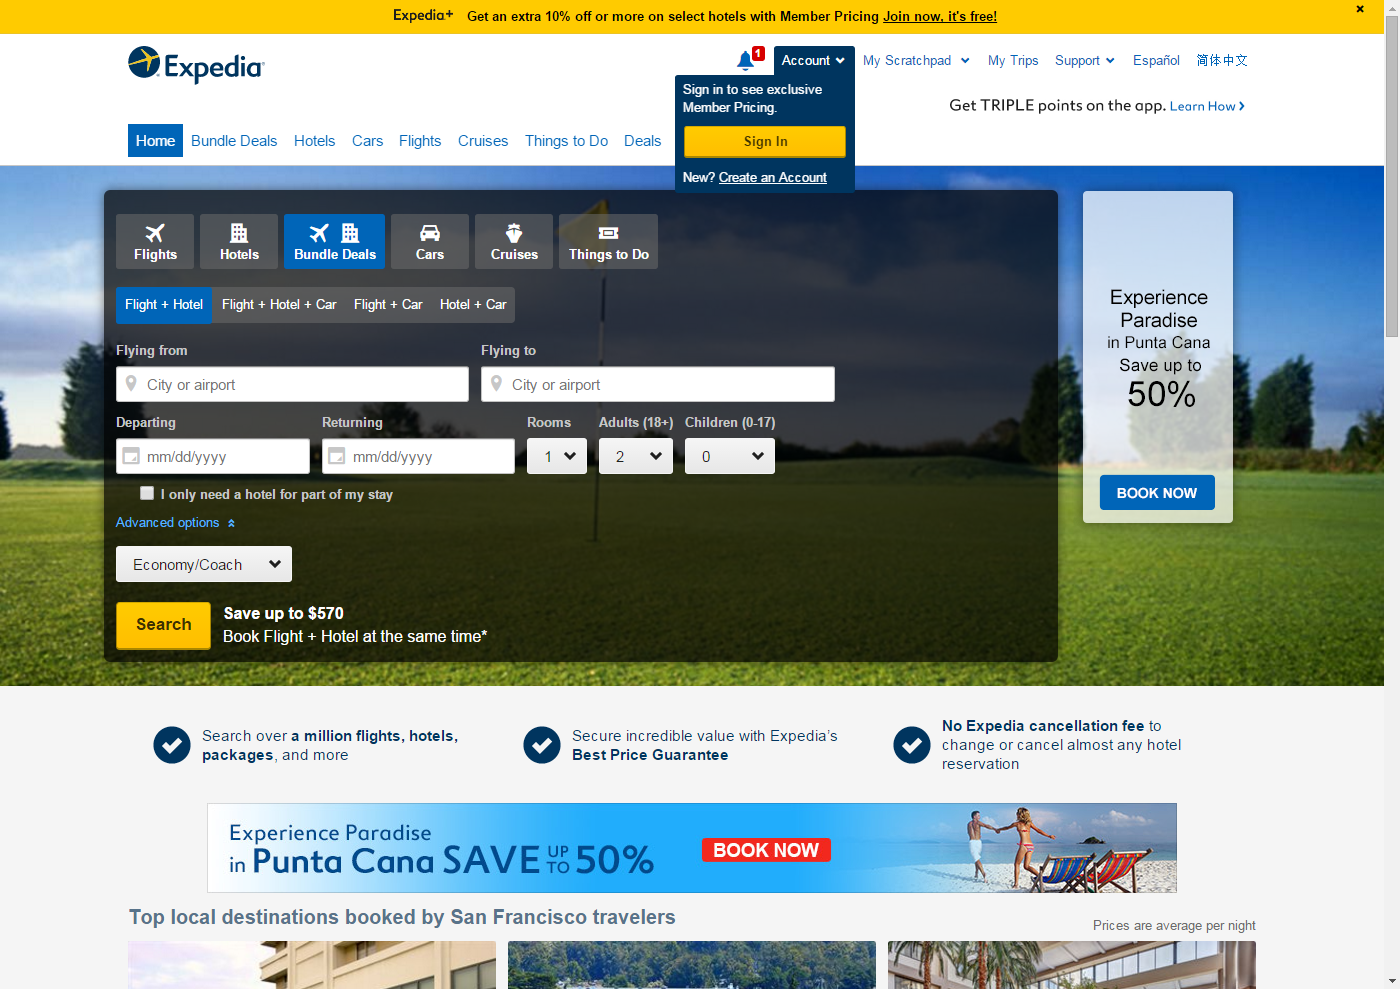 Expedia+ Get an extra 10% off or more on select hotels with Member Pricing Join now, it's free!
Expedia
1 Account My Scratchpad My Trips Support Español 简体中文
Sign in to see exclusive
Member Pricing.
Sign In
New? Create an Account
Get TRIPLE points on the app. Learn How
Home Bundle Deals Hotels Cars Flights Cruises Things to Do Deals
Flights Hotels Bundle Deals Cars Cruises Things to Do
Flight + Hotel Flight + Hotel + Car Flight + Car Hotel + Car
Flying from Flying to
City or airport City or airport
Departing Returning Rooms Adults (18+) Children (0-17)
mm/dd/yyyy mm/dd/yyyy 1 2 0
I only need a hotel for part of my stay
Advanced options
Economy/Coach
Search
Save up to $570
Book Flight + Hotel at the same time*
Experience
Paradise
in Punta Cana
Save up to
50%
BOOK NOW
Search over a million flights, hotels,
packages, and more
Secure incredible value with Expedia's
Best Price Guarantee
No Expedia cancellation fee to
change or cancel almost any hotel
reservation
Experience Paradise
in Punta Cana SAVE UP TO 50%
BOOK NOW
Top local destinations booked by San Francisco travelers
Prices are average per night